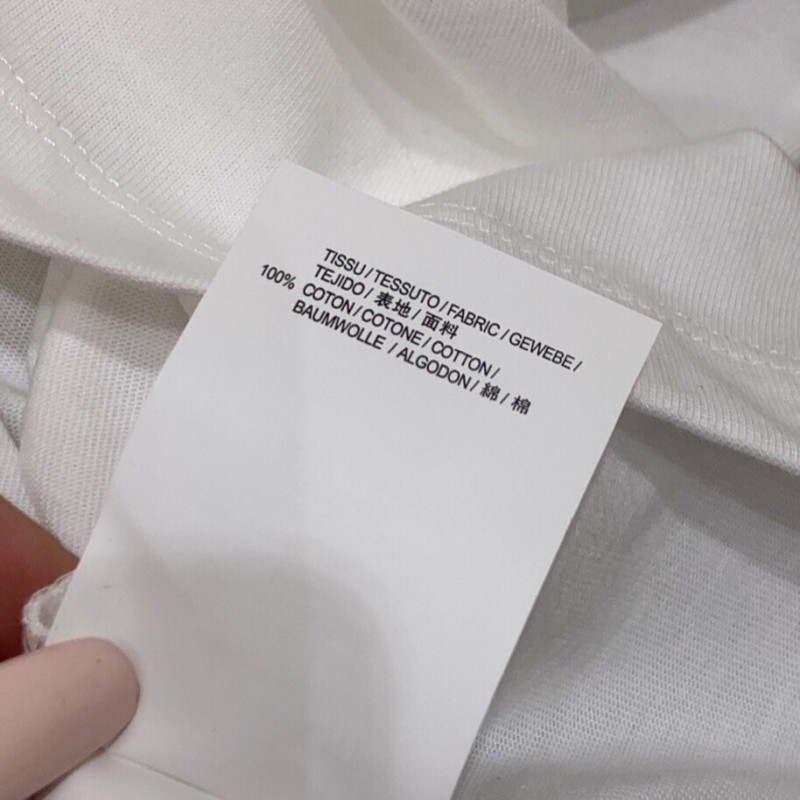 TISSU / TESSUTO / FABRIC / GEWEBE /
TEJIDO / 表地 / 面料
100% COTON / COTONE / COTTON /
BAUMWOLLE / ALGODON / 綿 / 棉